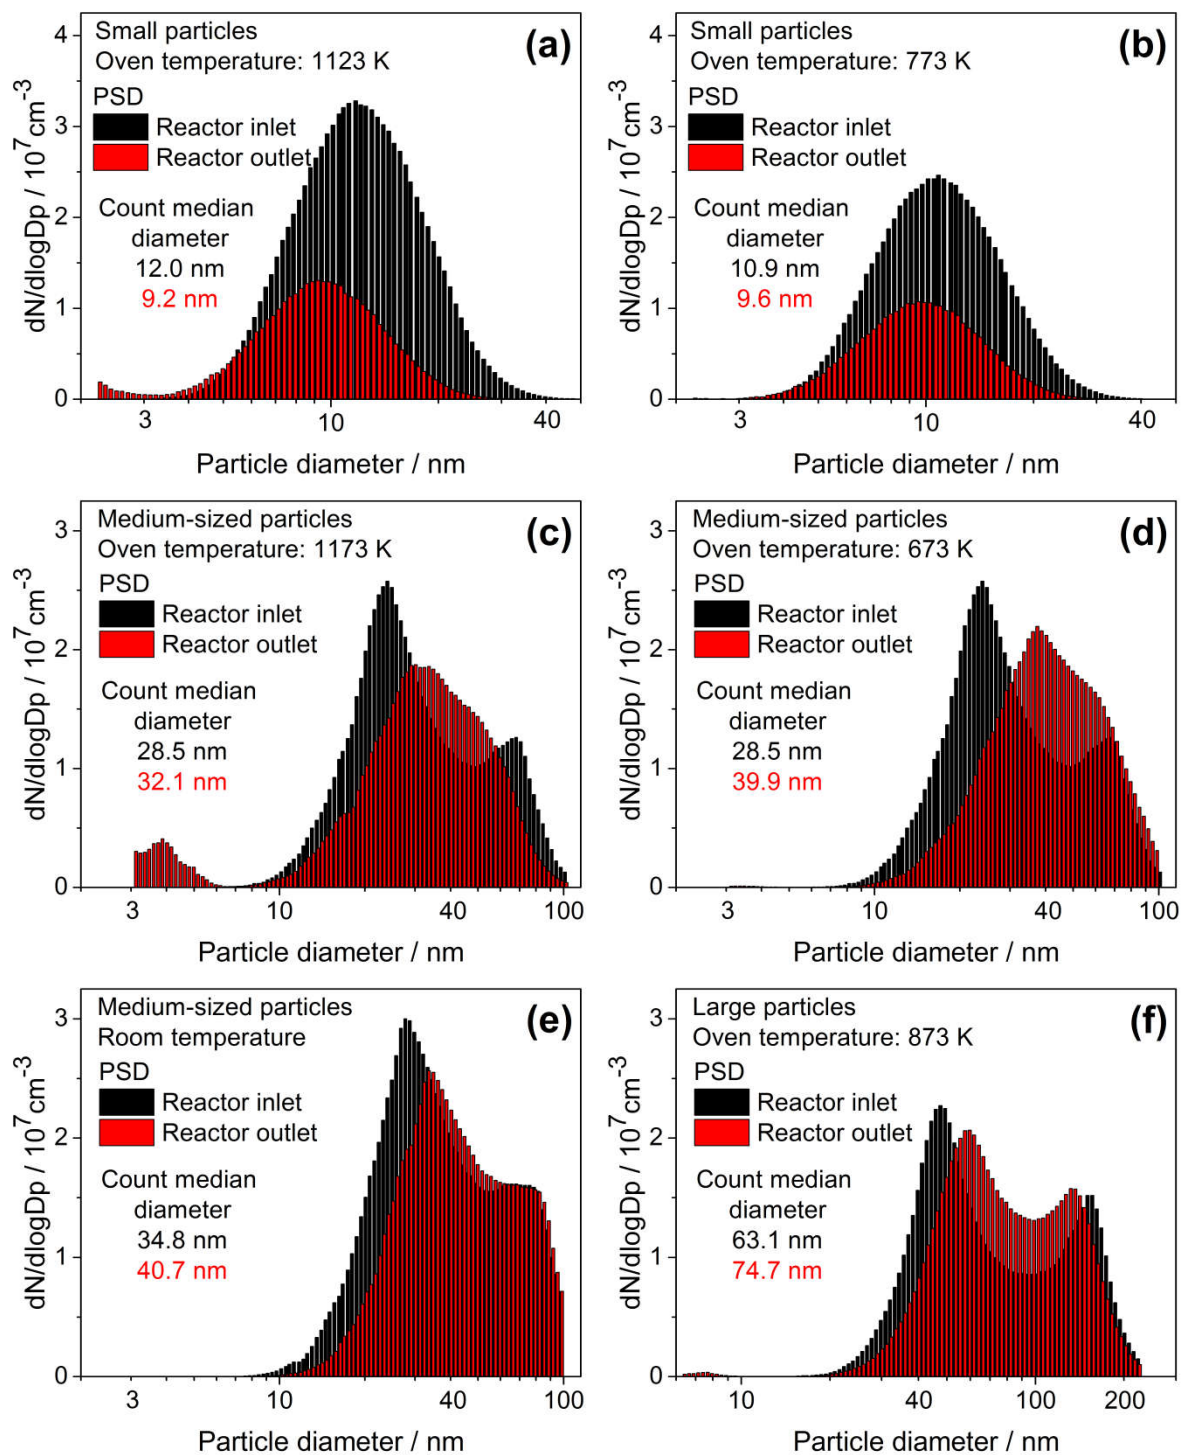 Small particles
Oven temperature: 1123 K
(a)
PSD
Reactor inlet
Reactor outlet
Count median
diameter
12.0 nm
9.2 nm
dN/dlogDp / 10⁷cm⁻³
4
3
2
1
0
3
10
40
Particle diameter / nm
Small particles
Oven temperature: 773 K
(b)
PSD
Reactor inlet
Reactor outlet
Count median
diameter
10.9 nm
9.6 nm
dN/dlogDp / 10⁷cm⁻³
4
3
2
1
0
3
10
40
Particle diameter / nm
Medium-sized particles
Oven temperature: 1173 K
(c)
PSD
Reactor inlet
Reactor outlet
Count median
diameter
28.5 nm
32.1 nm
dN/dlogDp / 10⁷cm⁻³
3
2
1
0
3
10
40
100
Particle diameter / nm
Medium-sized particles
Oven temperature: 673 K
(d)
PSD
Reactor inlet
Reactor outlet
Count median
diameter
28.5 nm
39.9 nm
dN/dlogDp / 10⁷cm⁻³
3
2
1
0
3
10
40
100
Particle diameter / nm
Medium-sized particles
Room temperature
(e)
PSD
Reactor inlet
Reactor outlet
Count median
diameter
34.8 nm
40.7 nm
dN/dlogDp / 10⁷cm⁻³
3
2
1
0
3
10
40
100
Particle diameter / nm
Large particles
Oven temperature: 873 K
(f)
PSD
Reactor inlet
Reactor outlet
Count median
diameter
63.1 nm
74.7 nm
dN/dlogDp / 10⁷cm⁻³
3
2
1
0
10
40
100
200
Particle diameter / nm